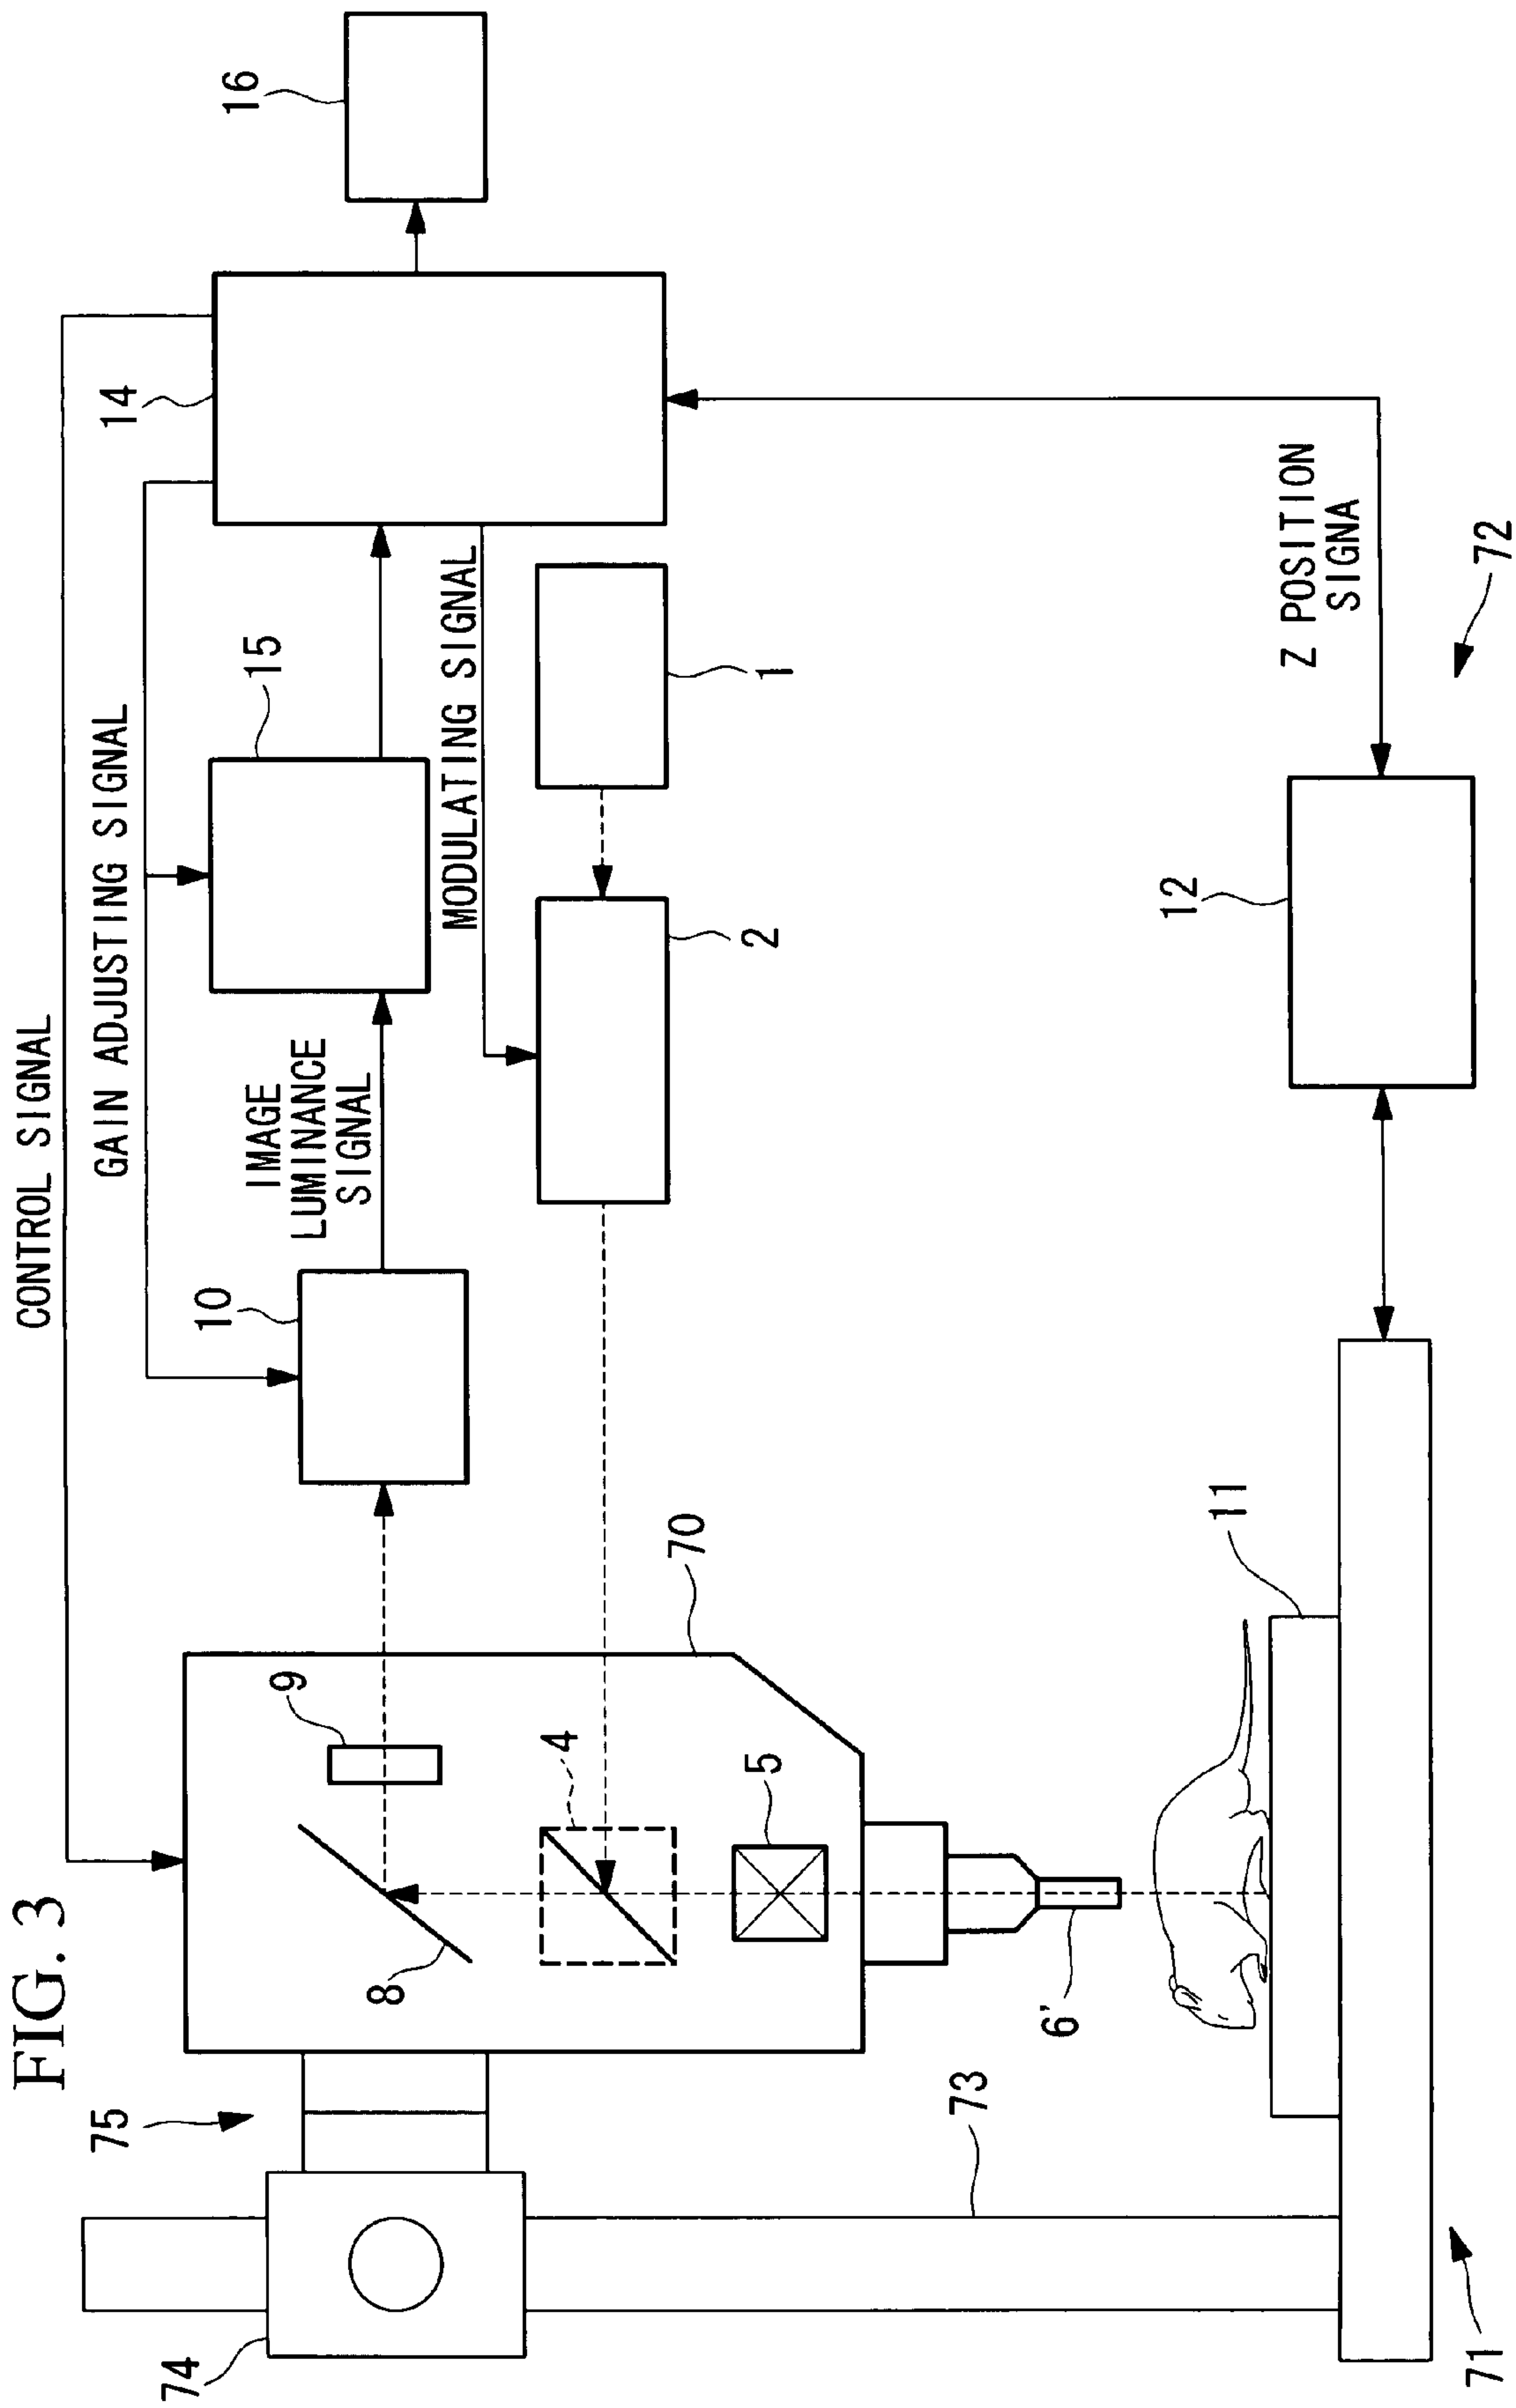 FIG. 3
CONTROL SIGNAL
GAIN ADJUSTING SIGNAL
IMAGE
LUMINANCE
SIGNAL
MODULATING SIGNAL
Z POSITION
SIGNA
74
75
8
9
4
5
70
10
15
14
16
2
1
6'
73
11
12
71
72